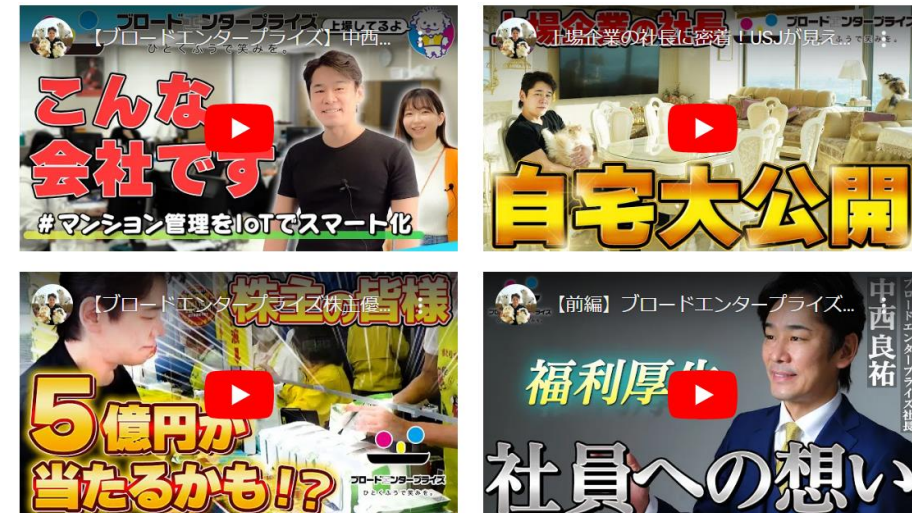 ブロードエンタープライズ 上場してるよ
【ブロードエンタープライズ】中西...
ひとくふうで笑みを。
こんな
会社です
#マンション管理をIoTでスマート化
上場企業の社長
ブロードエンタープライズ
上場企業の社長に密着！USJが見え...
自宅大公開
【ブロードエンタープライズ株主優...
株主の皆様
5億円が
当たるかも!?
ブロードエンタープライズ
ひとくふうで笑みを。
【前編】ブロードエンタープライズ...
ブロードエンタープライズ社長
中西良祐
福利厚生
社員への想い